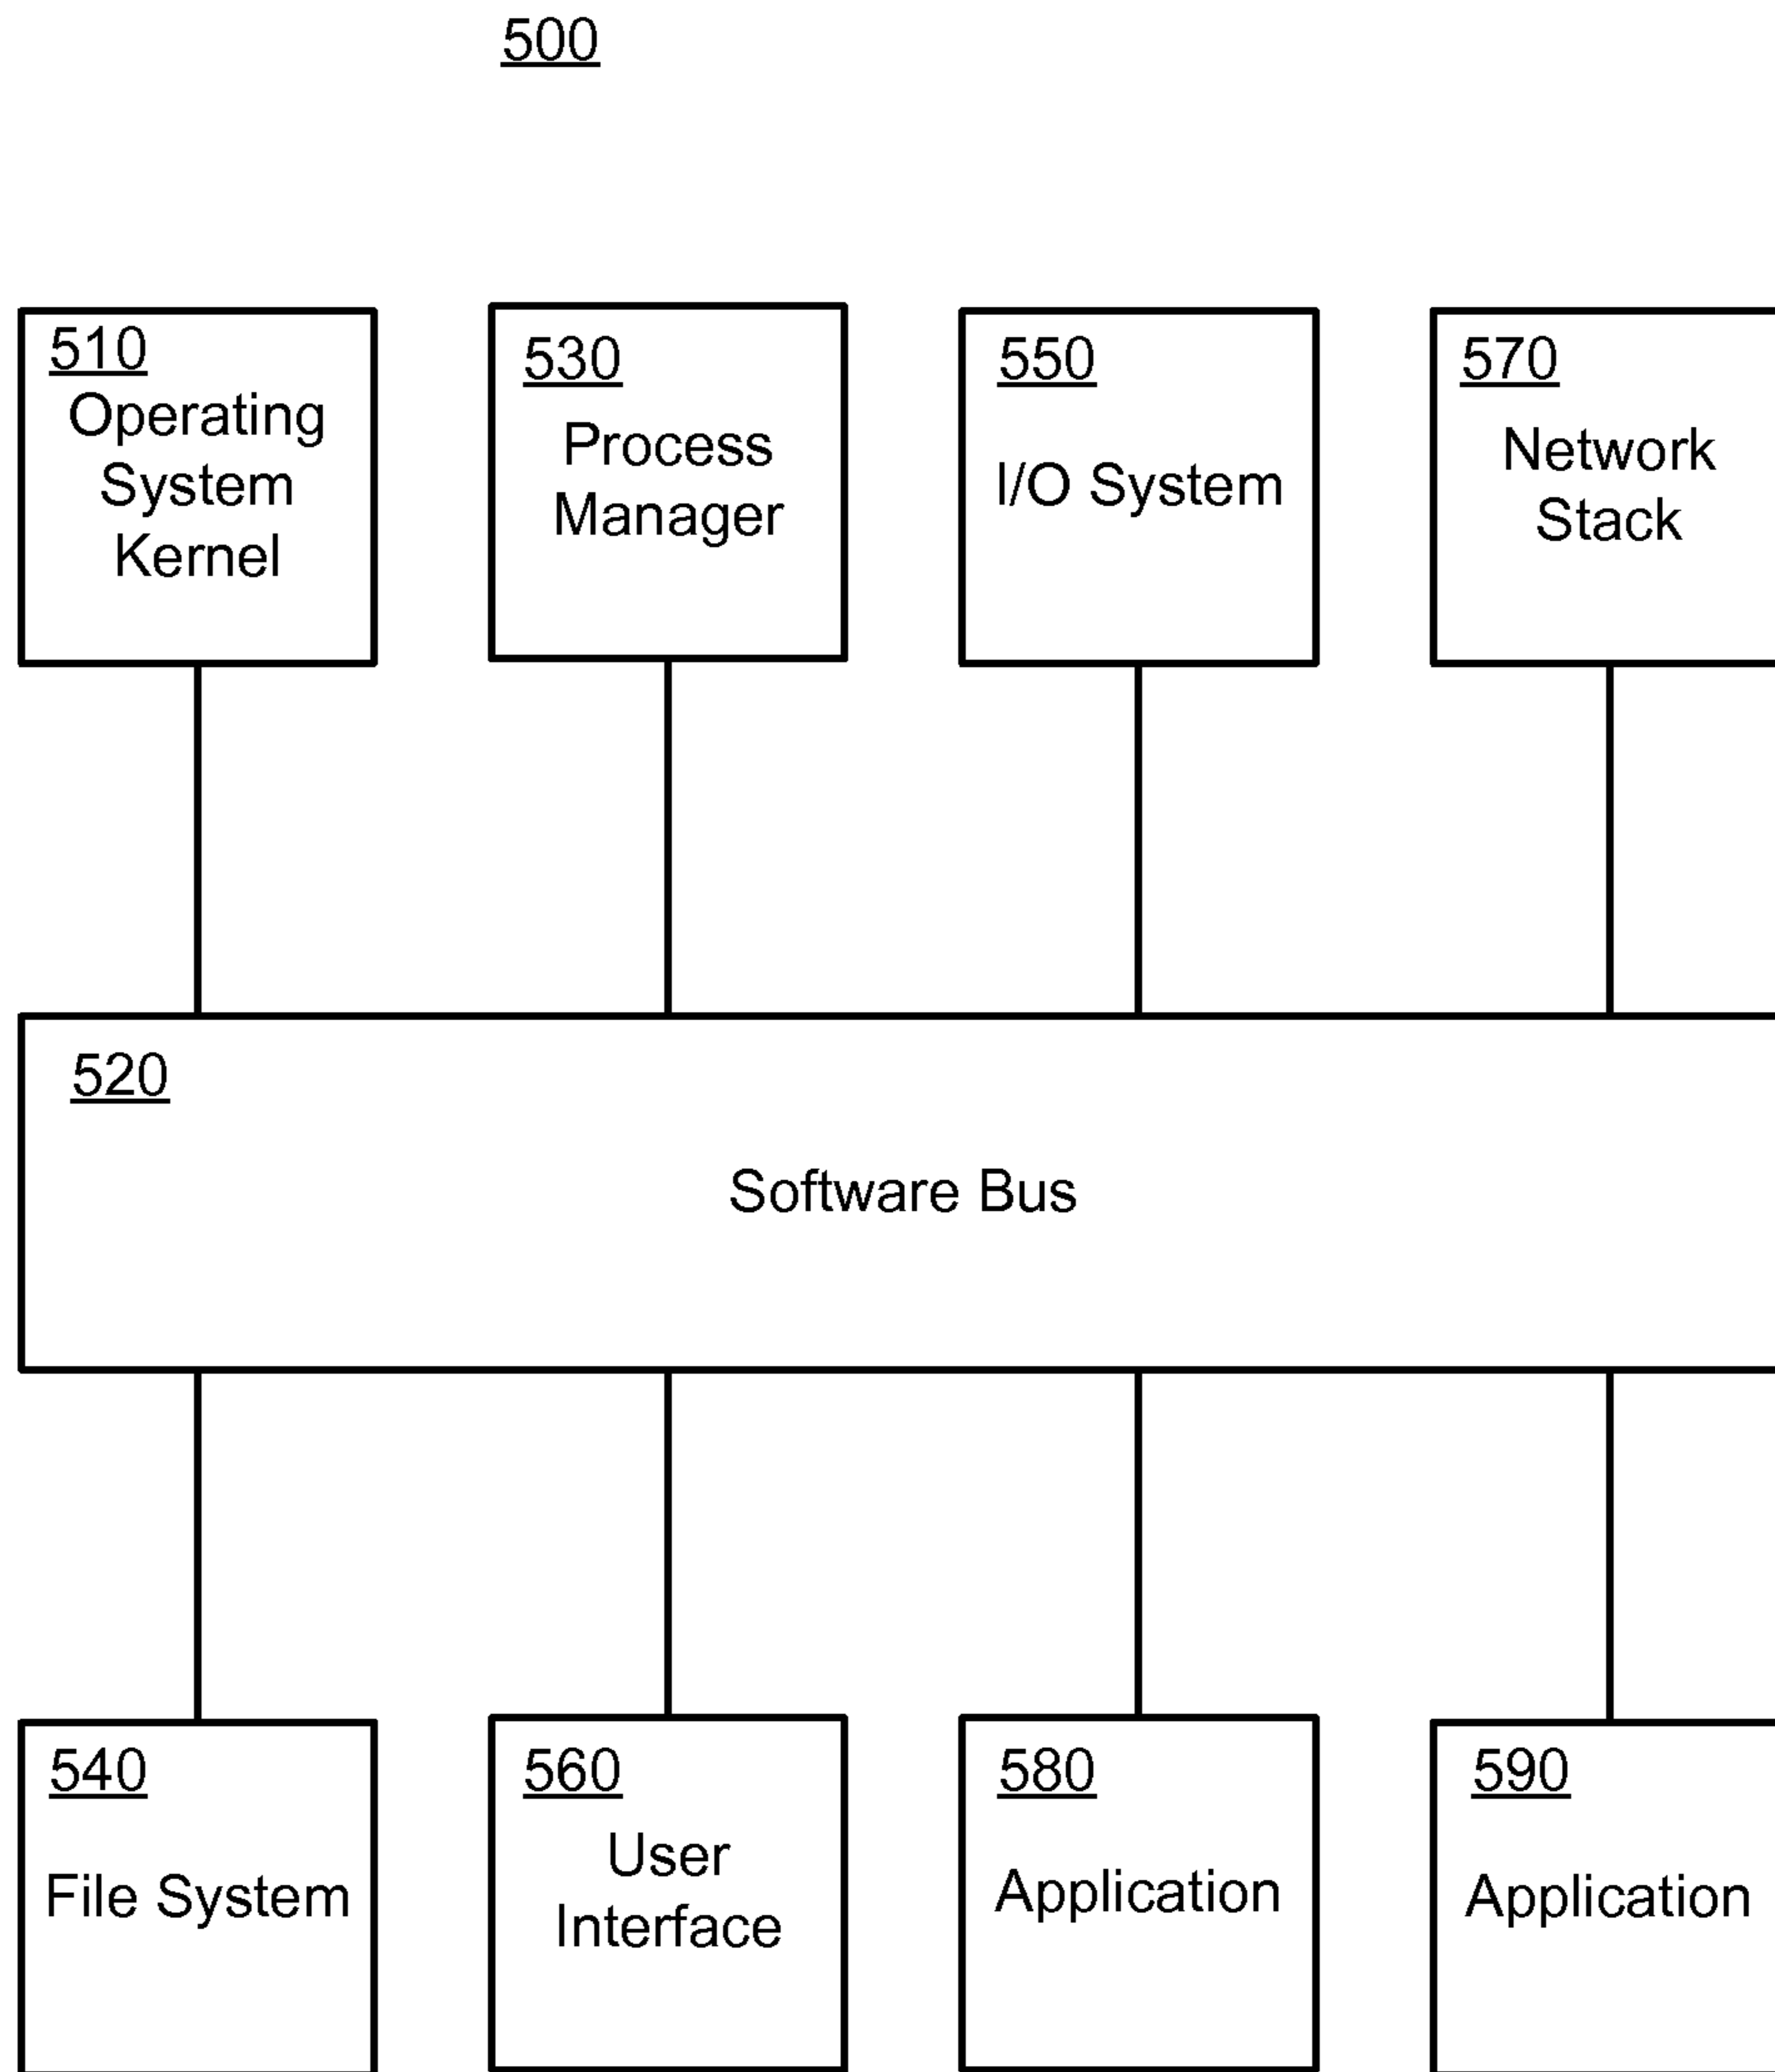 500
510
Operating
System
Kernel
530
Process
Manager
550
I/O System
570
Network
Stack
520
Software Bus
540
File System
560
User
Interface
580
Application
590
Application